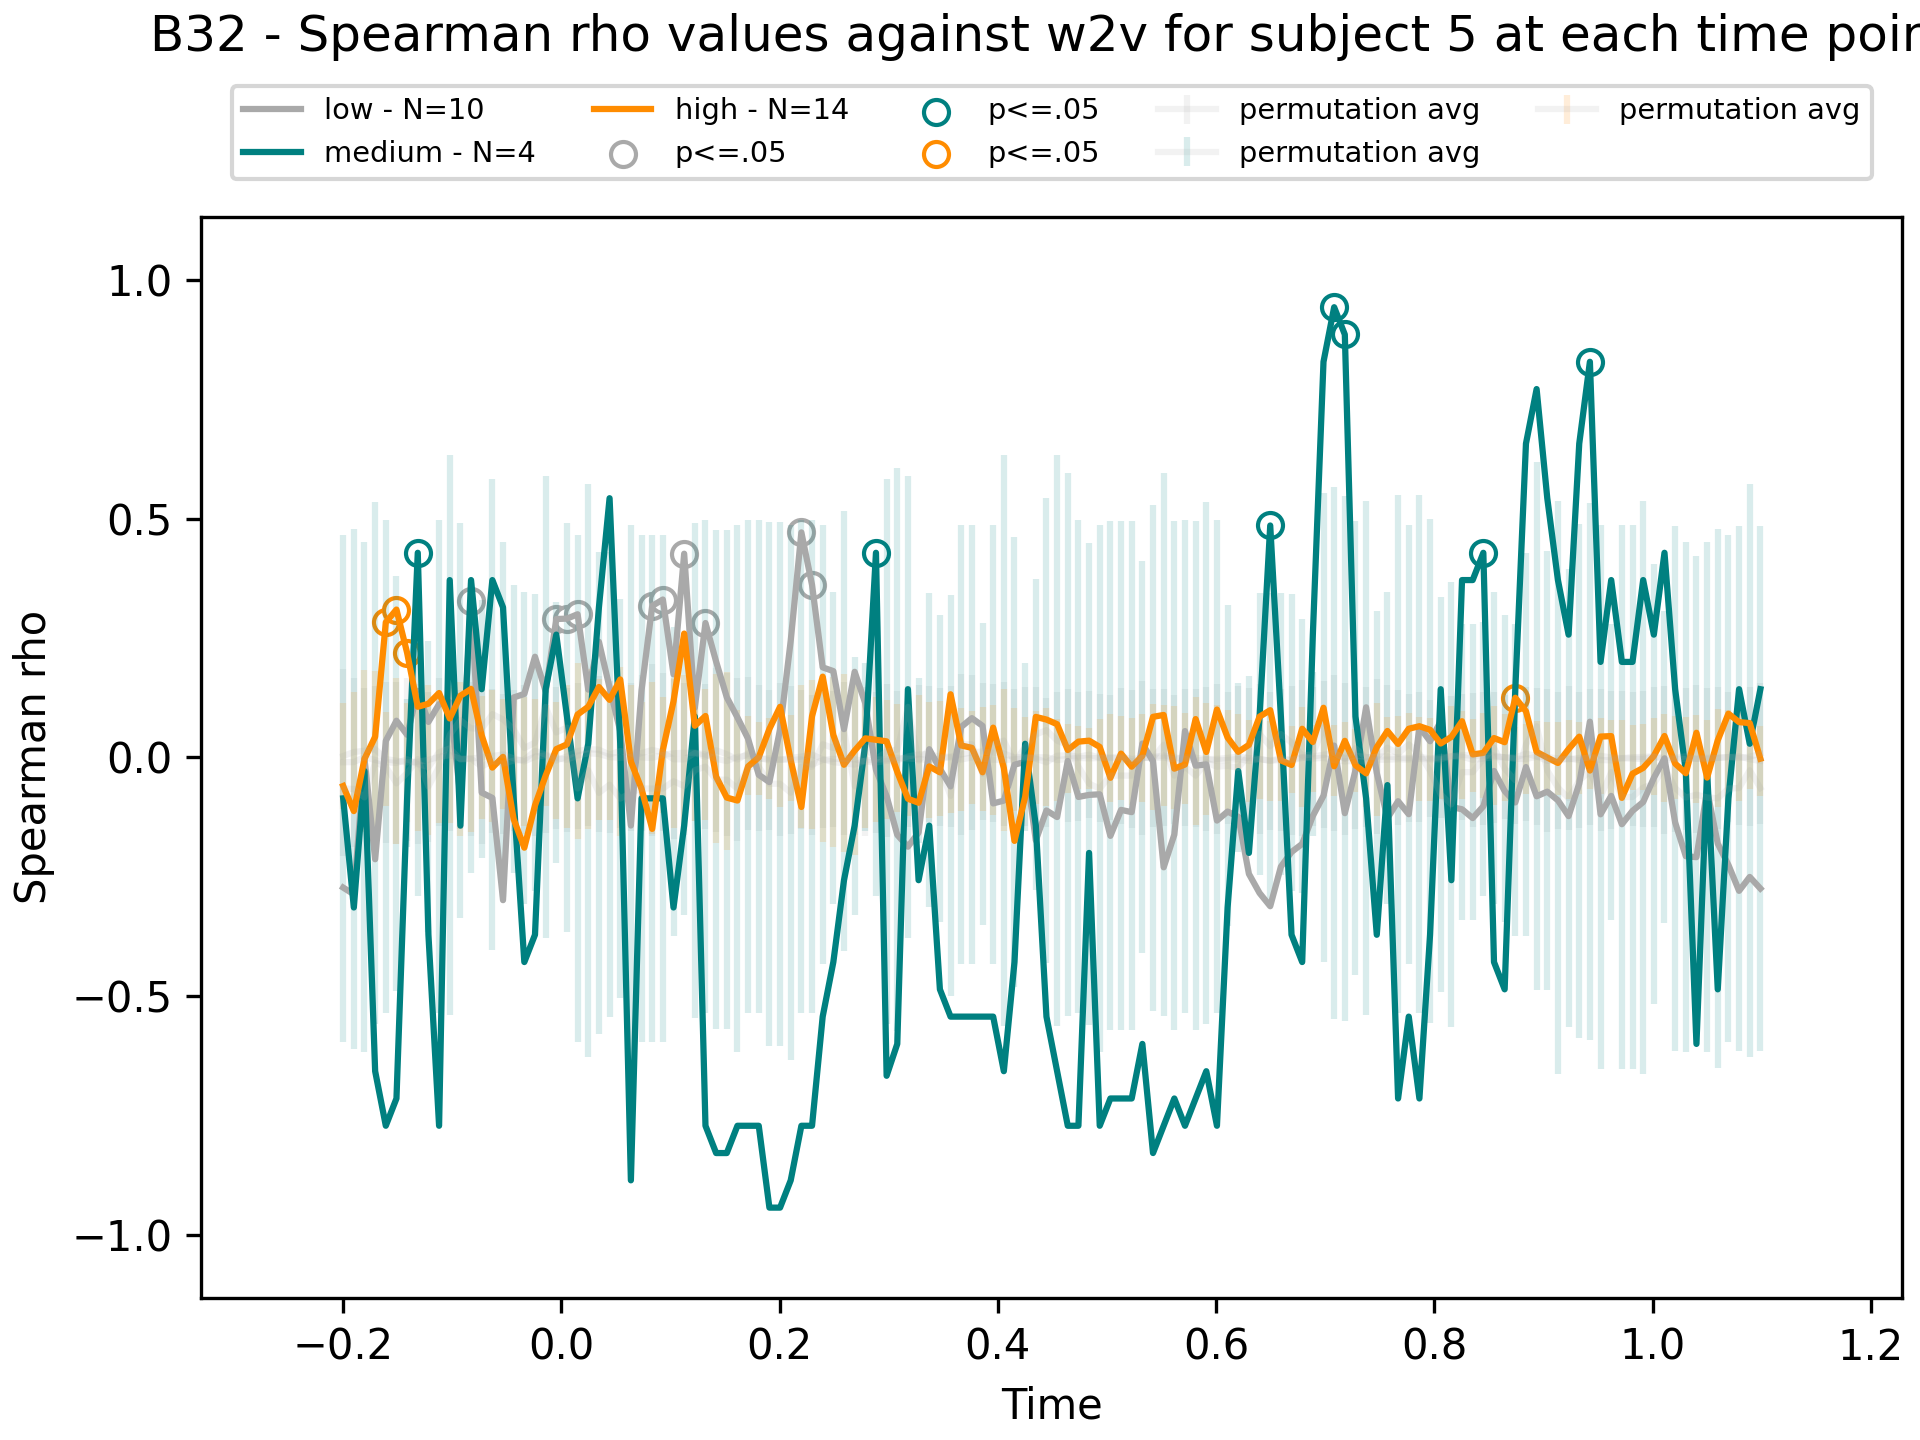 B32 - Spearman rho values against w2v for subject 5 at each time poin
low - N=10
medium - N=4
high - N=14
p<=.05
p<=.05
p<=.05
permutation avg
permutation avg
permutation avg
Spearman rho
1.0
0.5
0.0
−0.5
−1.0
−0.2 0.0 0.2 0.4 0.6 0.8 1.0 1.2
Time